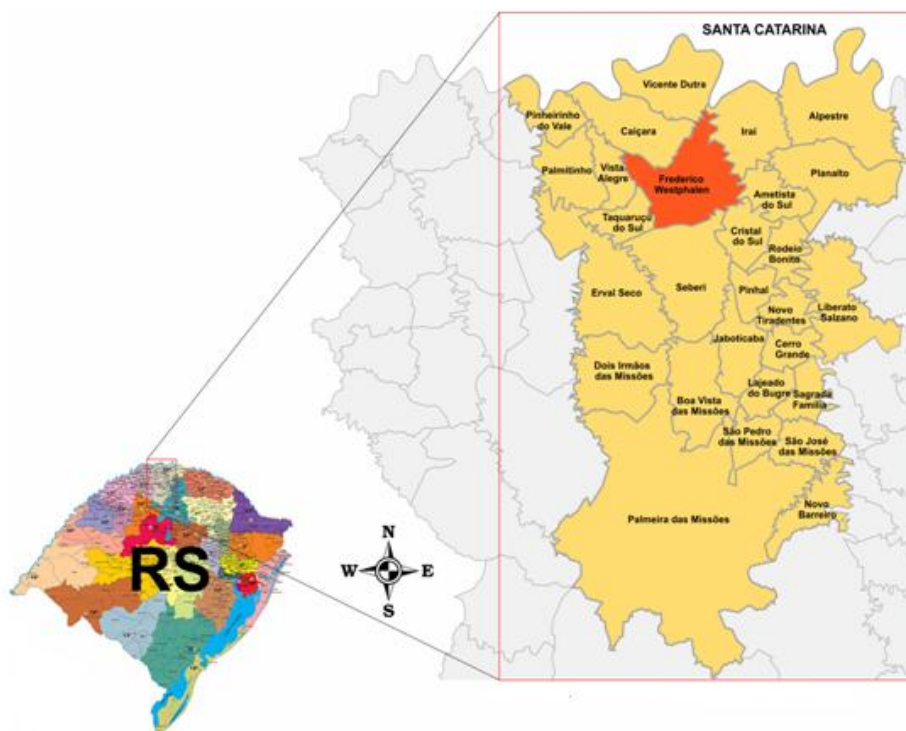 SANTA CATARINA
Vicente Dutra
Pinheirinho
do Vale
Caiçara
Iraí
Alpestre
Palmitinho
Vista
Alegre
Frederico
Westphalen
Planalto
Ametista
do Sul
Taquaruçú
do Sul
Cristal
do Sul
Rodeio
Bonito
Erval Seco
Seberi
Pinhal
Novo
Tiradentes
Liberato
Salzano
Jaboticaba
Cerro
Grande
Dois Irmãos
das Missões
Lajeado
do Bugre
Sagrada
Família
Boa Vista
das Missões
São Pedro
das Missões
São José
das Missões
Palmeira das Missões
Novo
Barreiro
RS
N
W
E
S